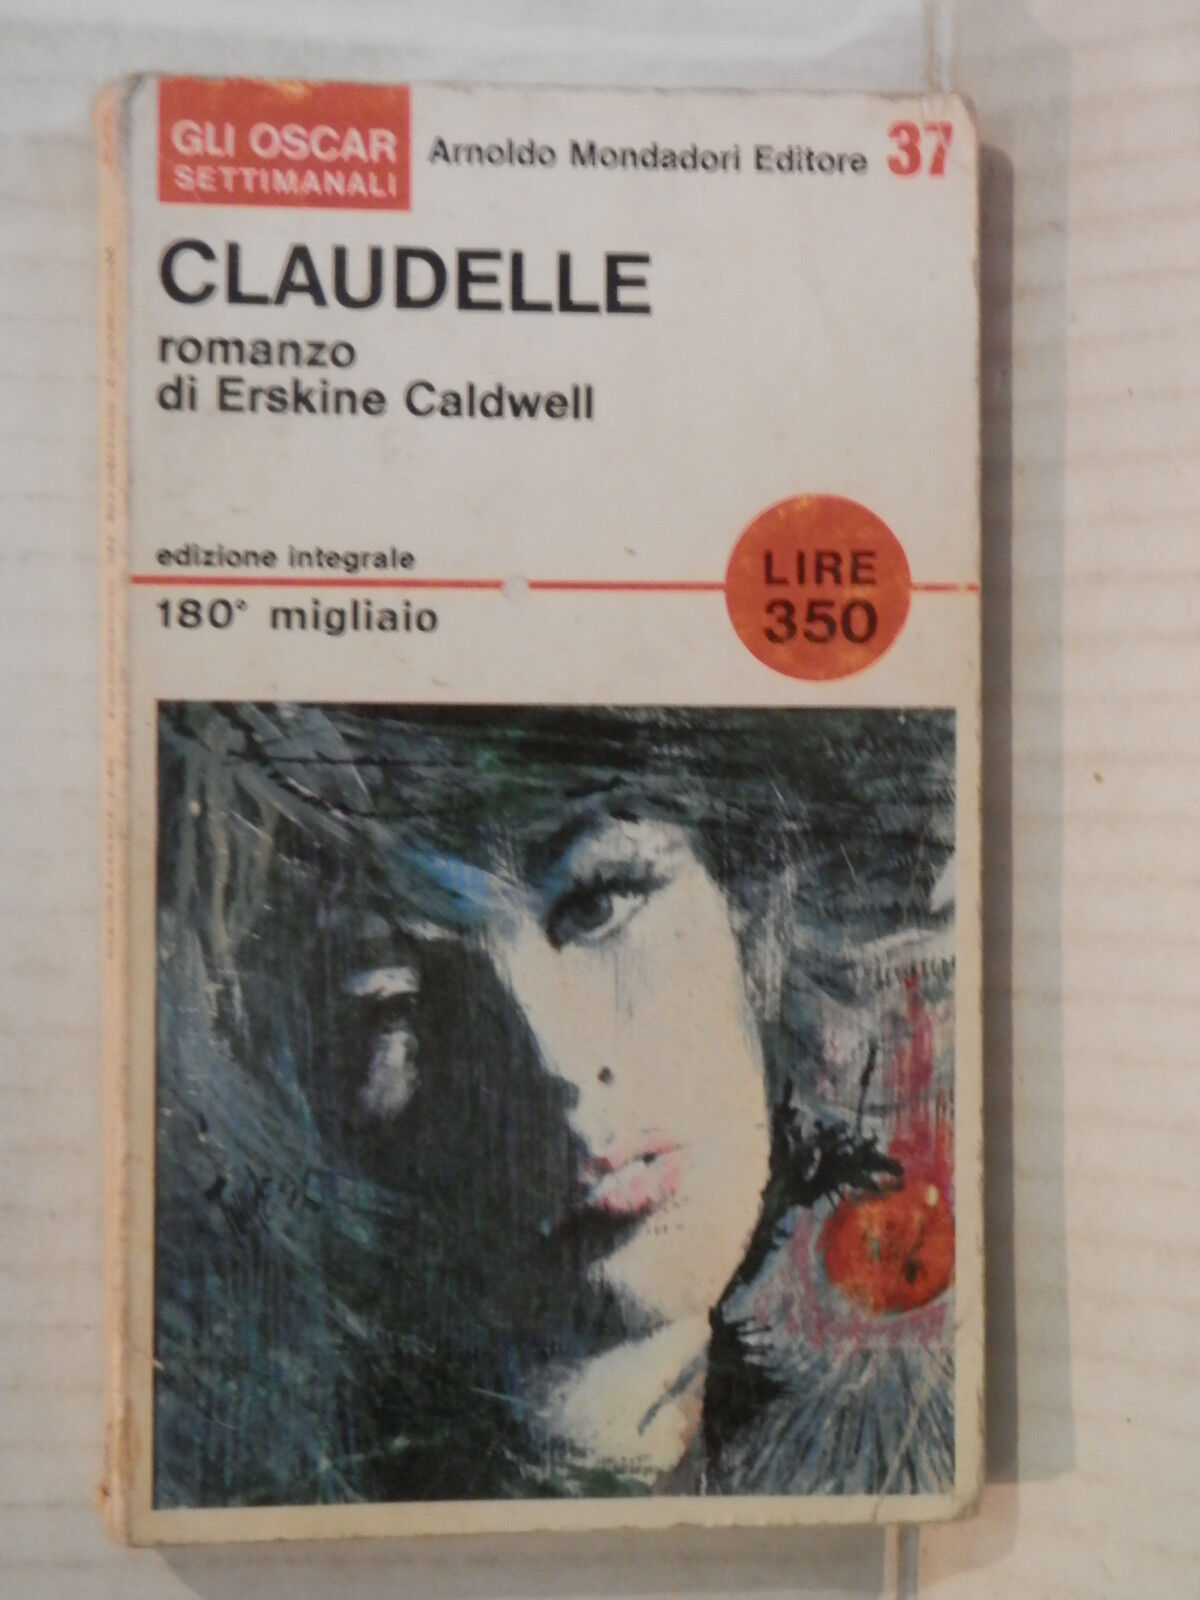 GLI OSCAR
SETTIMANALI
Arnoldo Mondadori Editore 37
CLAUDELLE
romanzo
di Erskine Caldwell
edizione integrale
180° migliaio
LIRE
350